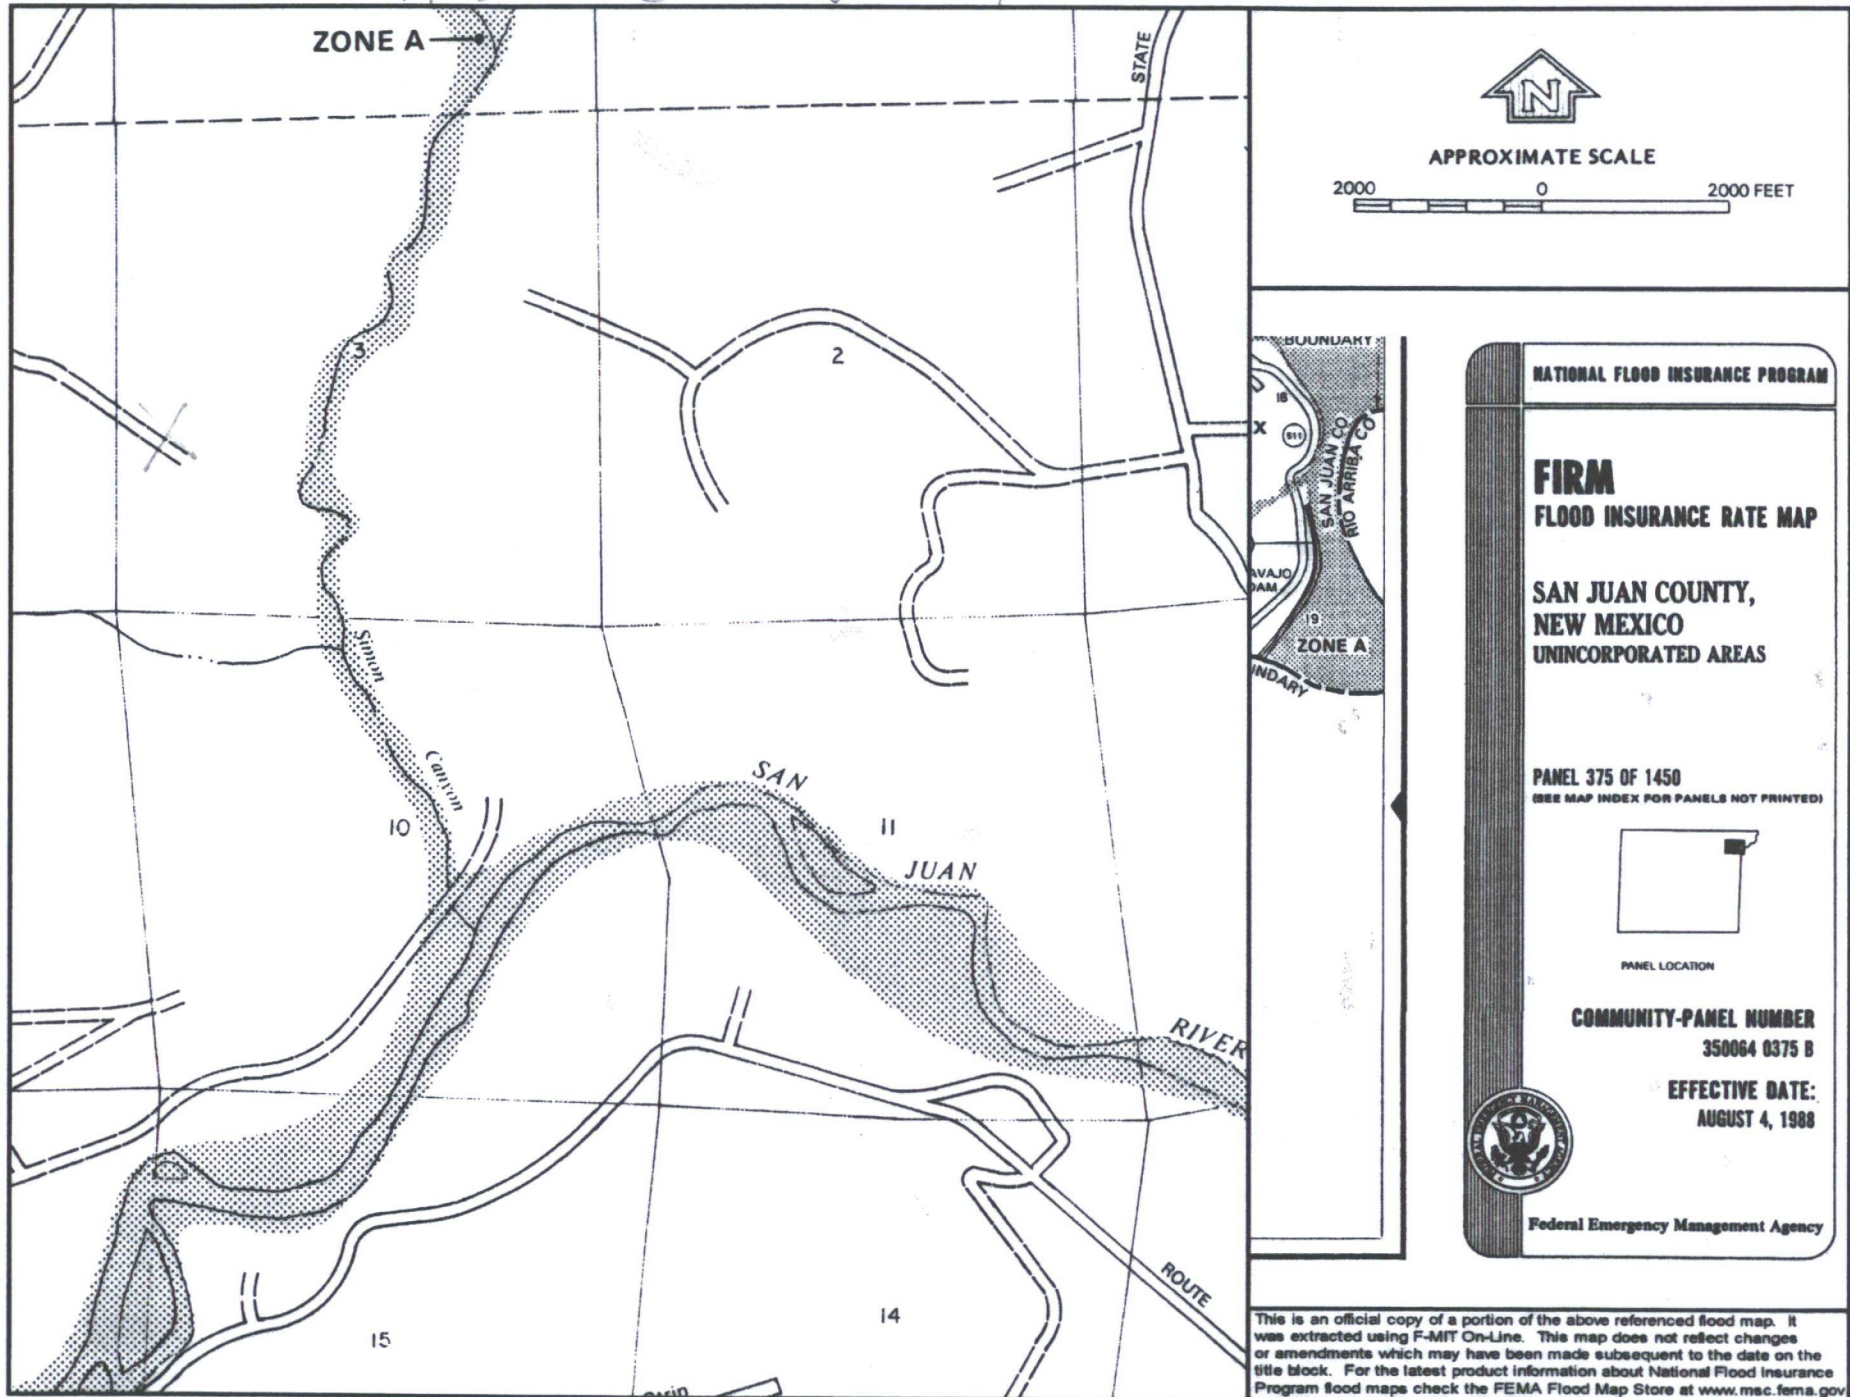 ZONE A
STATE
3
2
Simon
Canyon
10
SAN
11
JUAN
RIVER
ROUTE
14
15
N
APPROXIMATE SCALE
2000 0 2000 FEET
BOUNDARY
18
X
511
SAN JUAN CO
RIO ARRIBA CO
AVAJO
DAM
19
ZONE A
NDARY
NATIONAL FLOOD INSURANCE PROGRAM
FIRM
FLOOD INSURANCE RATE MAP
SAN JUAN COUNTY,
NEW MEXICO
UNINCORPORATED AREAS
PANEL 375 OF 1450
(SEE MAP INDEX FOR PANELS NOT PRINTED)
PANEL LOCATION
COMMUNITY-PANEL NUMBER
350064 0375 B
EFFECTIVE DATE:
AUGUST 4, 1988
Federal Emergency Management Agency
This is an official copy of a portion of the above referenced flood map. It
was extracted using F-MIT On-Line. This map does not reflect changes
or amendments which may have been made subsequent to the date on the
title block. For the latest product information about National Flood Insurance
Program flood maps check the FEMA Flood Map Store at www.msc.fema.gov